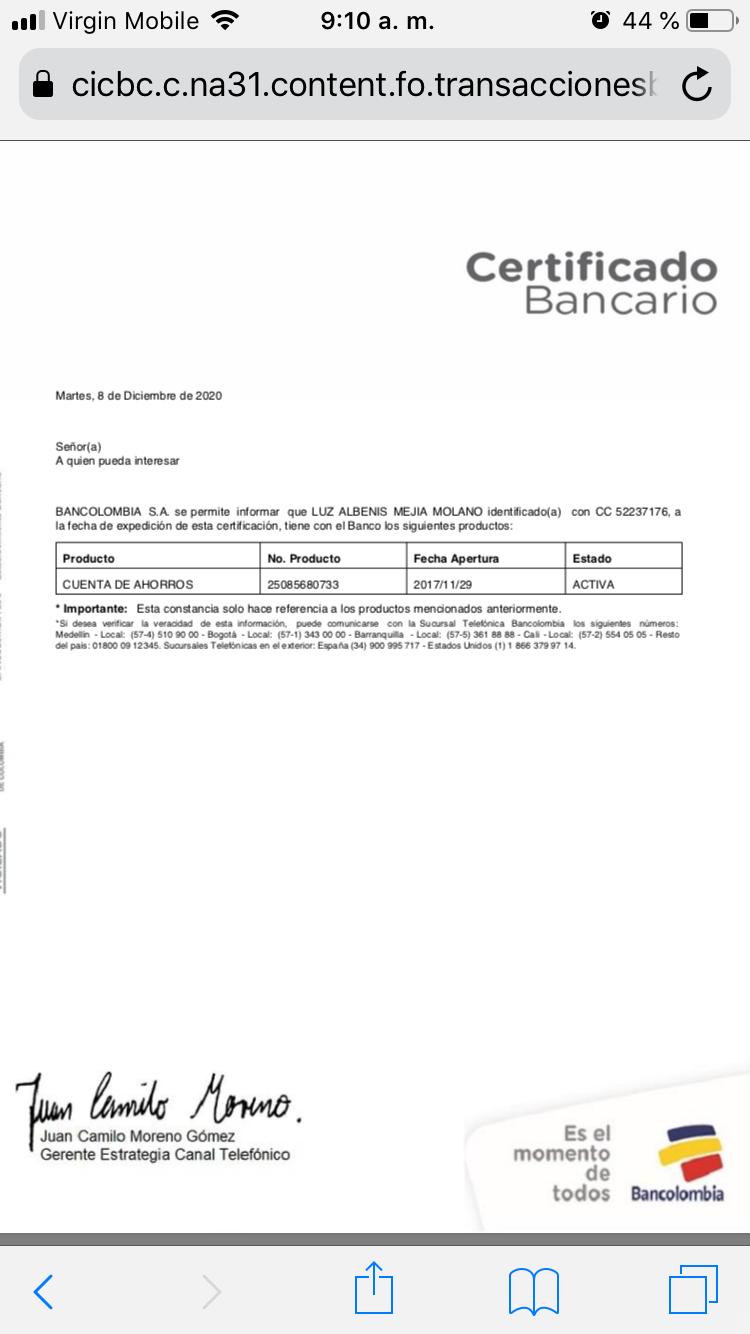 Virgin Mobile
9:10 a. m.
44 %
cicbc.c.na31.content.fo.transacciones
Certificado
Bancario
Martes, 8 de Diciembre de 2020
Señor(a)
A quien pueda interesar
BANCOLOMBIA S.A. se permite informar que LUZ ALBENIS MEJIA MOLANO identificado(a) con CC 52237176, a
la fecha de expedición de esta certificación, tiene con el Banco los siguientes productos:
Producto No. Producto Fecha Apertura Estado
CUENTA DE AHORROS 25085680733 2017/11/29 ACTIVA
* Importante: Esta constancia solo hace referencia a los productos mencionados anteriormente.
*Si desea verificar la veracidad de esta información, puede comunicarse con la Sucursal Telefónica Bancolombia los siguientes números:
Medellín - Local: (57-4) 510 90 00 - Bogotá - Local: (57-1) 343 00 00 - Barranquilla - Local: (57-5) 361 88 88 - Cali - Local: (57-2) 554 05 05 - Resto
del país: 01800 09 12345. Sucursales Telefónicas en el exterior: España (34) 900 995 717 - Estados Unidos (1) 1 866 379 97 14.
Juan Camilo Moreno.
Juan Camilo Moreno Gómez
Gerente Estrategia Canal Telefónico
Es el
momento
de
todos
Bancolombia